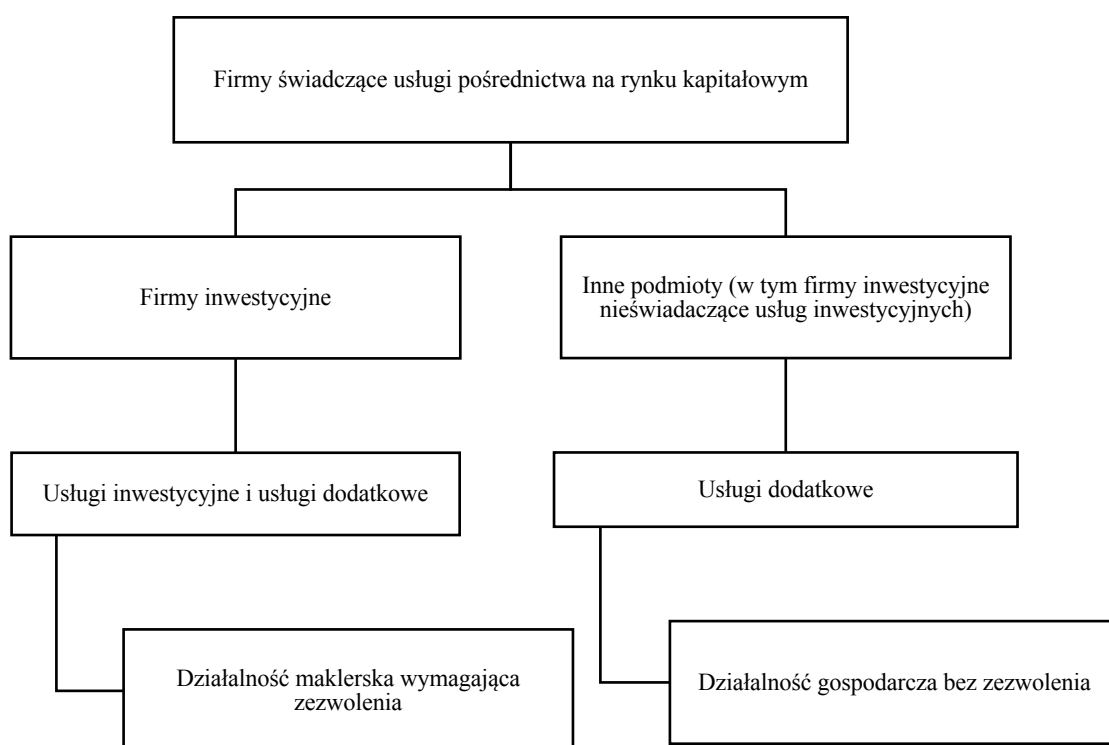 Firmy świadczące usługi pośrednictwa na rynku kapitałowym
Firmy inwestycyjne
Inne podmioty (w tym firmy inwestycyjne
nieświadaczące usług inwestycyjnych)
Usługi inwestycyjne i usługi dodatkowe
Usługi dodatkowe
Działalność maklerska wymagająca
zezwolenia
Działalność gospodarcza bez zezwolenia